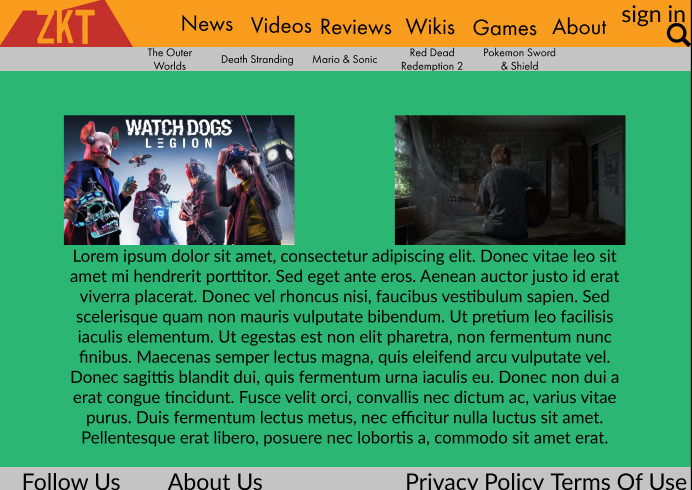 ZKT
News Videos Reviews Wikis Games About sign in
The Outer Worlds
Death Stranding
Mario & Sonic
Red Dead Redemption 2
Pokemon Sword & Shield
WATCH DOGS
LEGION
Lorem ipsum dolor sit amet, consectetur adipiscing elit. Donec vitae leo sit
amet mi hendrerit porttitor. Sed eget ante eros. Aenean auctor justo id erat
viverra placerat. Donec vel rhoncus nisi, faucibus vestibulum sapien. Sed
scelerisque quam non mauris vulputate bibendum. Ut pretium leo facilisis
iaculis elementum. Ut egestas est non elit pharetra, non fermentum nunc
finibus. Maecenas semper lectus magna, quis eleifend arcu vulputate vel.
Donec sagittis blandit dui, quis fermentum urna iaculis eu. Donec non dui a
erat congue tincidunt. Fusce velit orci, convallis nec dictum ac, varius vitae
purus. Duis fermentum lectus metus, nec efficitur nulla luctus sit amet.
Pellentesque erat libero, posuere nec lobortis a, commodo sit amet erat.
Follow Us About Us Privacy Policy Terms Of Use